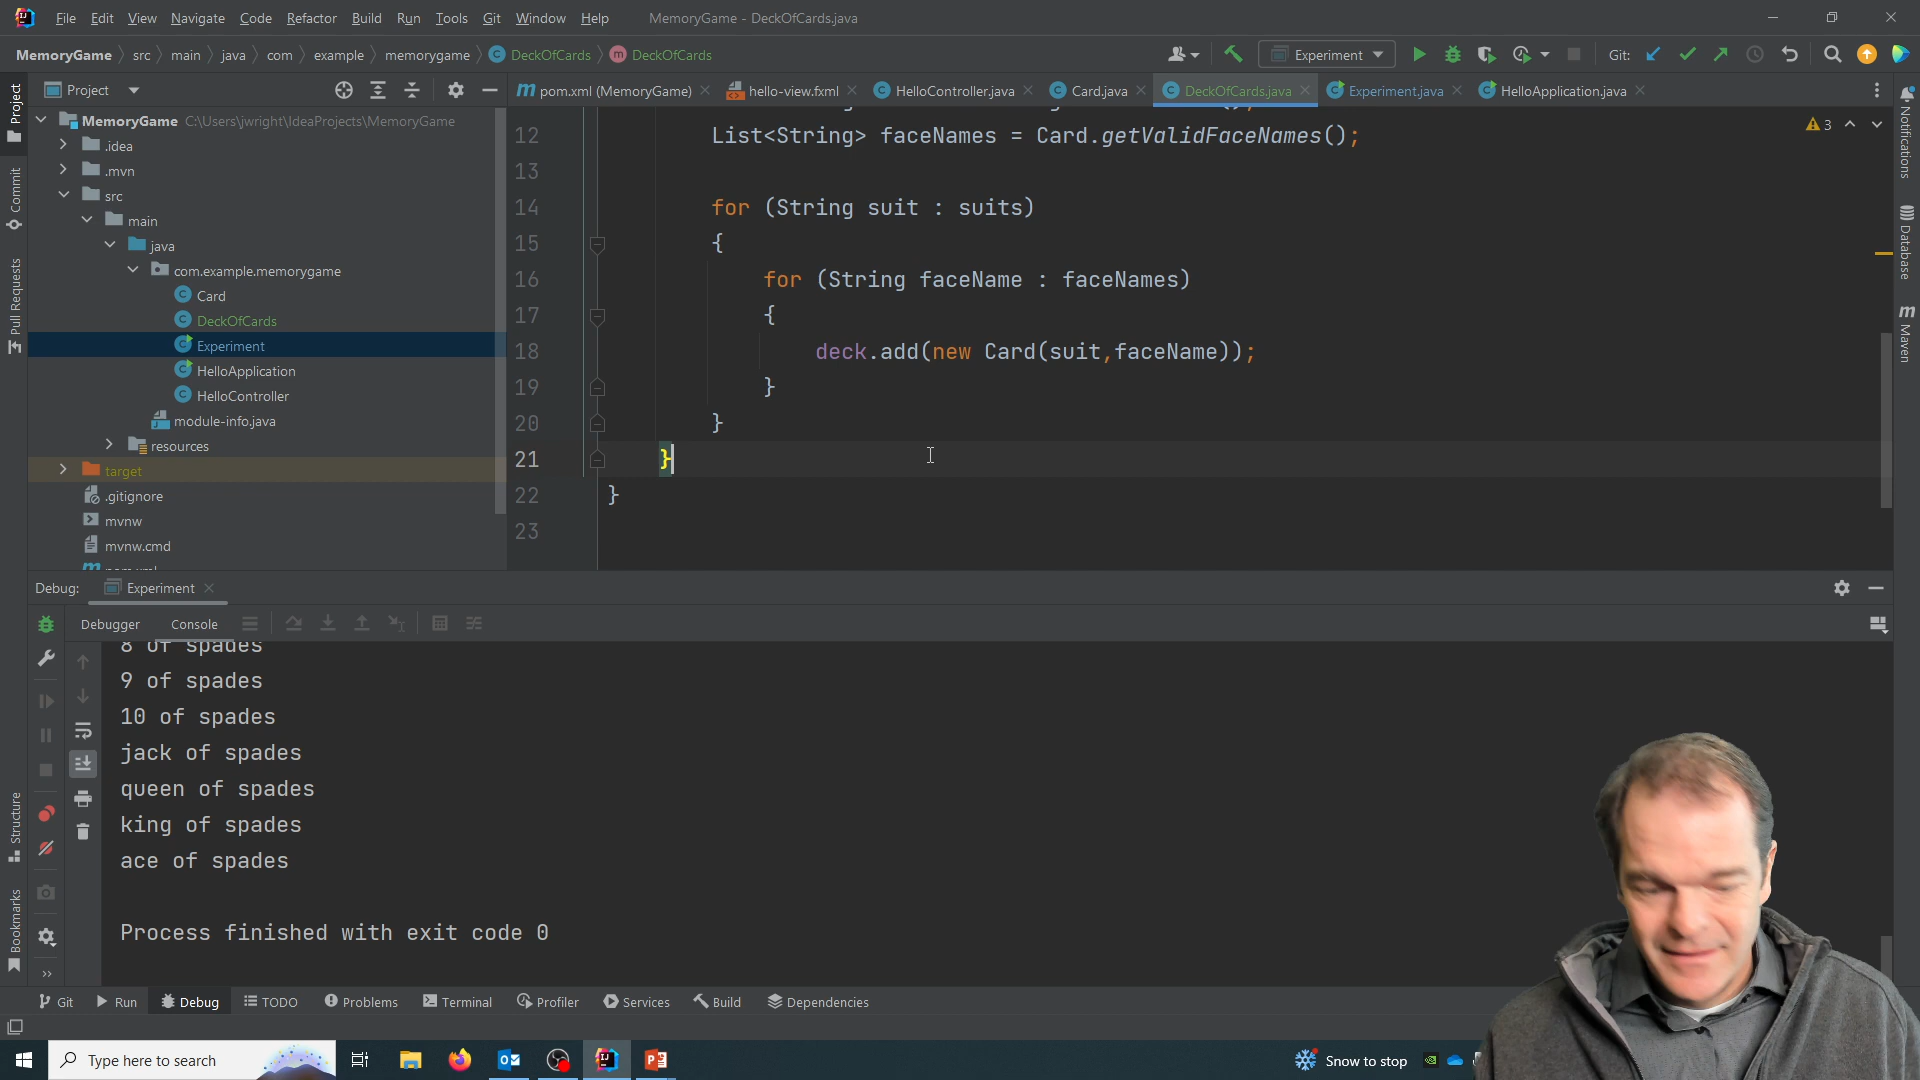 File Edit View Navigate Code Refactor Build Run Tools Git Window Help MemoryGame - DeckOfCards.java
MemoryGame src main java com example memorygame DeckOfCards DeckOfCards Experiment Git:
Project
pom.xml (MemoryGame) hello-view.fxml HelloController.java Card.java DeckOfCards.java Experiment.java HelloApplication.java
MemoryGame C:\Users\jwright\IdeaProjects\MemoryGame
.idea
.mvn
src
main
java
com.example.memorygame
Card
DeckOfCards
Experiment
HelloApplication
HelloController
module-info.java
resources
target
.gitignore
mvnw
mvnw.cmd
3
12 List<String> faceNames = Card.getValidFaceNames();
13
14 for (String suit : suits)
15 {
16 for (String faceName : faceNames)
17 {
18 deck.add(new Card(suit,faceName));
19 }
20 }
21 }
22 }
23
Project
Commit
Pull Requests
Structure
Bookmarks
Notifications
Database
Maven
Debug: Experiment
Debugger Console
8 of spades
9 of spades
10 of spades
jack of spades
queen of spades
king of spades
ace of spades
Process finished with exit code 0
Git Run Debug TODO Problems Terminal Profiler Services Build Dependencies
Type here to search
Snow to stop